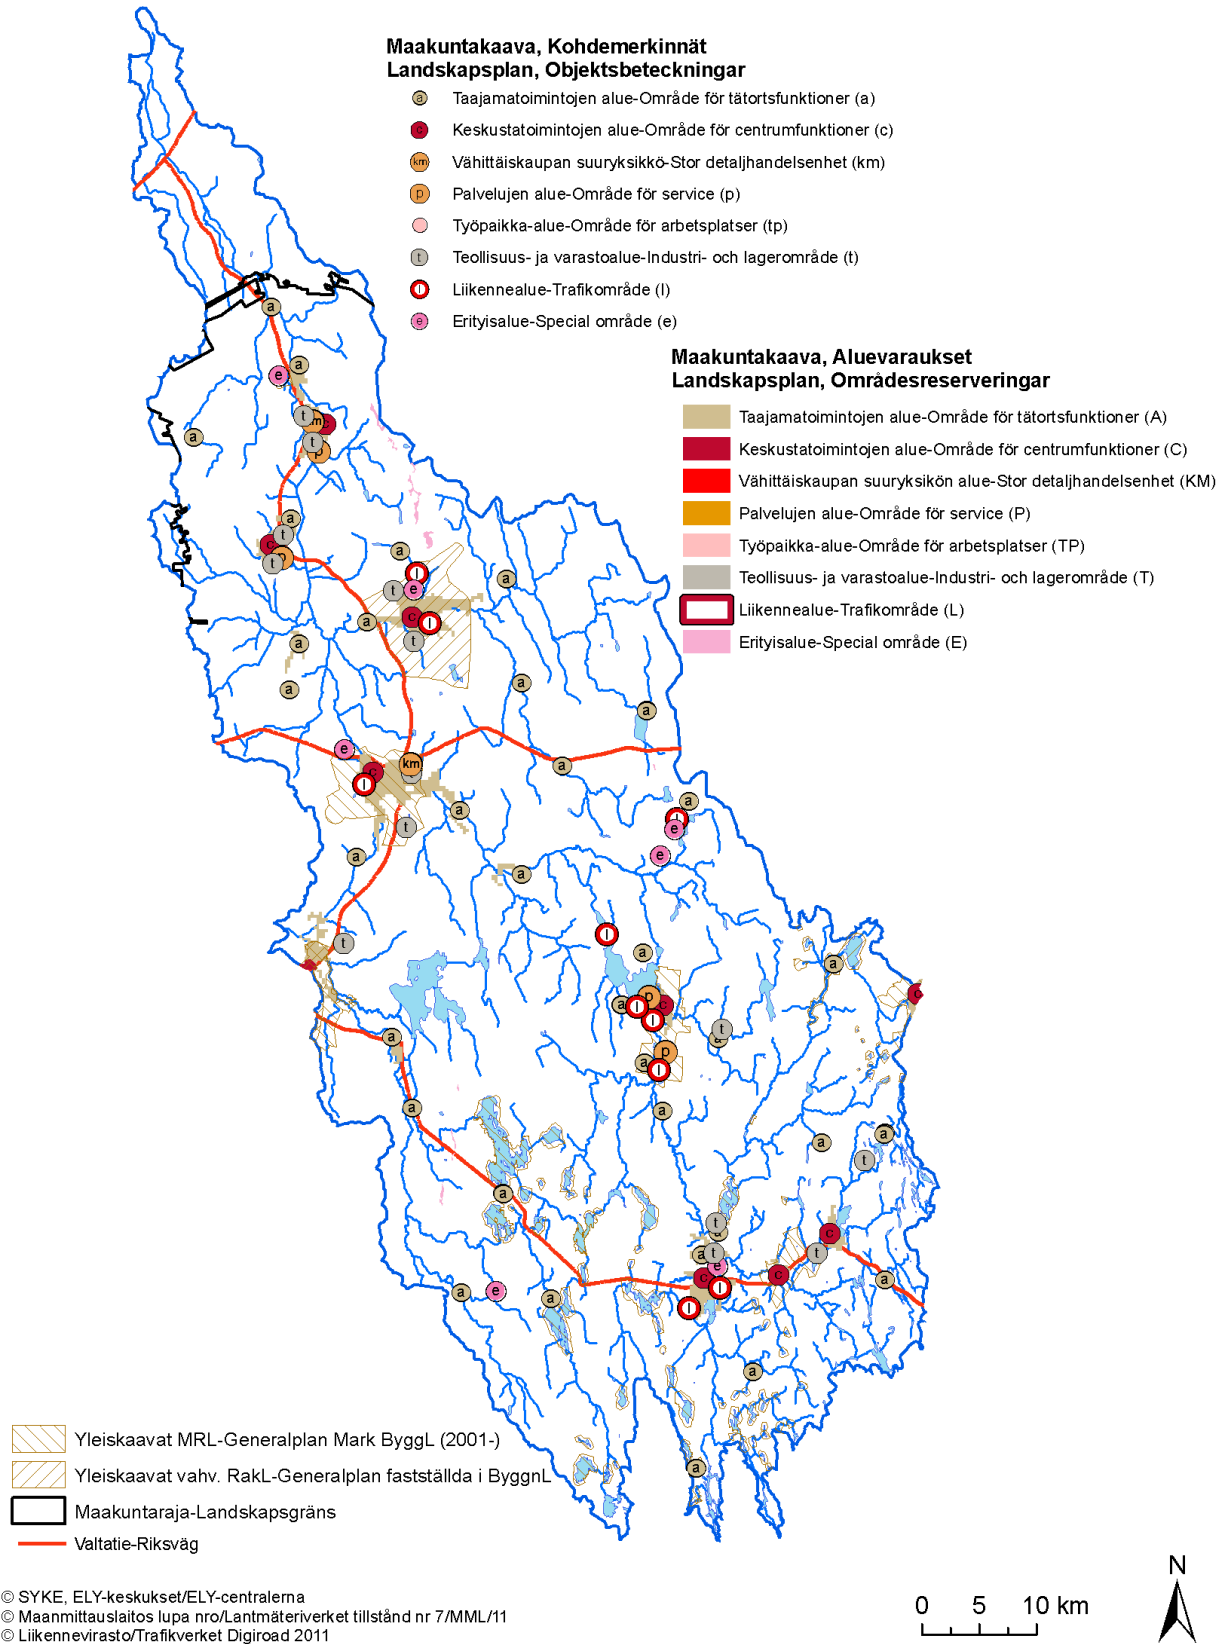 Maakuntakaava, Kohdemerkinnät
Landskapsplan, Objektsbeteckningar
a Taajamatoimintojen alue-Område för tätortsfunktioner (a)
c Keskustatoimintojen alue-Område för centrumfunktioner (c)
km Vähittäiskaupan suuryksikkö-Stor detaljhandelsenhet (km)
p Palvelujen alue-Område för service (p)
Työpaikka-alue-Område för arbetsplatser (tp)
t Teollisuus- ja varastoalue-Industri- och lagerområde (t)
l Liikennealue-Trafikområde (l)
e Erityisalue-Special område (e)
Maakuntakaava, Aluevaraukset
Landskapsplan, Områdesreserveringar
Taajamatoimintojen alue-Område för tätortsfunktioner (A)
Keskustatoimintojen alue-Område för centrumfunktioner (C)
Vähittäiskaupan suuryksikön alue-Stor detaljhandelsenhet (KM)
Palvelujen alue-Område för service (P)
Työpaikka-alue-Område för arbetsplatser (TP)
Teollisuus- ja varastoalue-Industri- och lagerområde (T)
Liikennealue-Trafikområde (L)
Erityisalue-Special område (E)
Yleiskaavat MRL-Generalplan Mark ByggL (2001-)
Yleiskaavat vahv. RakL-Generalplan fastställda i ByggnL
Maakuntaraja-Landskapsgräns
Valtatie-Riksväg
© SYKE, ELY-keskukset/ELY-centralerna
© Maanmittauslaitos lupa nro/Lantmäteriverket tillstånd nr 7/MML/11
© Liikennevirasto/Trafikverket Digiroad 2011
0 5 10 km
N